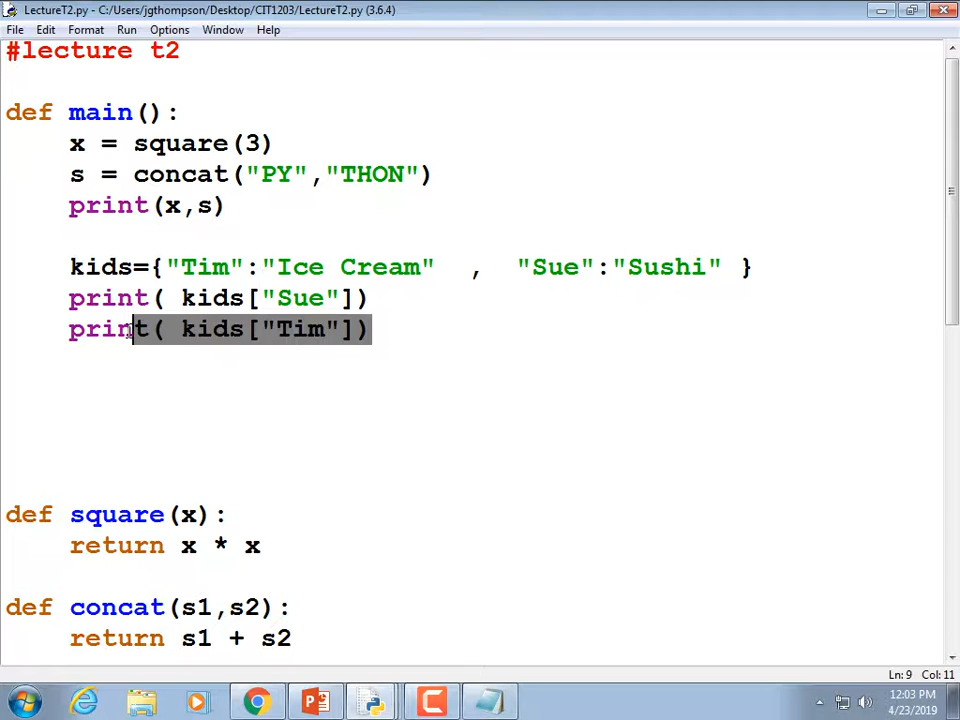 LectureT2.py - C:/Users/jgthompson/Desktop/CIT1203/LectureT2.py (3.6.4)
File Edit Format Run Options Window Help
#lecture t2
def main():
    x = square(3)
    s = concat("PY","THON")
    print(x,s)
    kids={"Tim":"Ice Cream"  ,  "Sue":"Sushi" }
    print( kids["Sue"])
    print( kids["Tim"])
def square(x):
    return x * x
def concat(s1,s2):
    return s1 + s2
Ln: 9 Col: 11
12:03 PM
4/23/2019